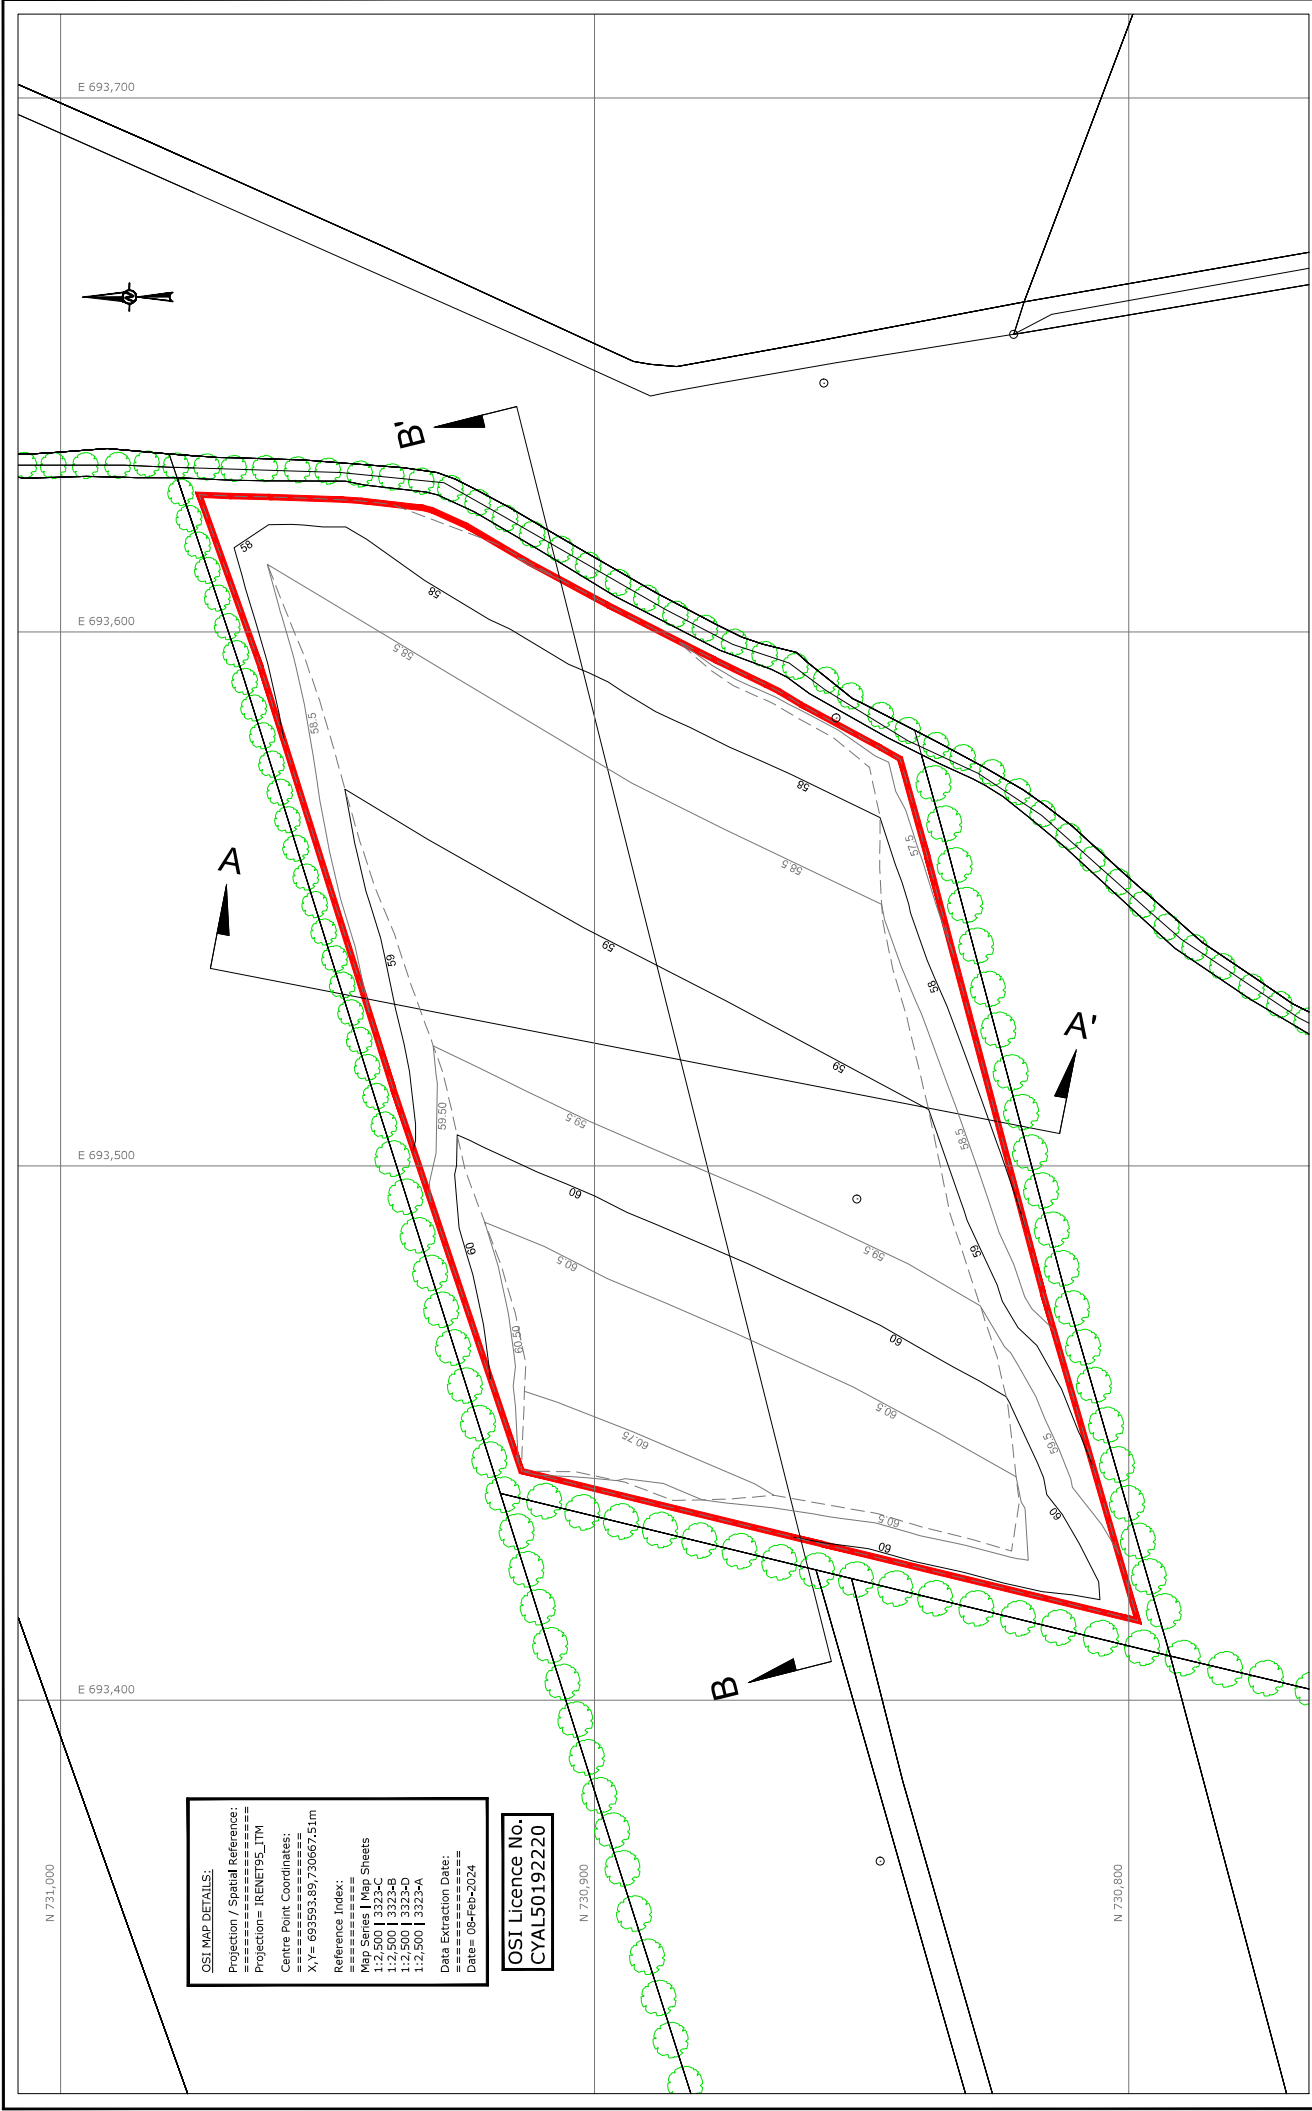 E 693,700
E 693,600
E 693,500
E 693,400
N 731,000
N 730,900
N 730,800
N
B'
A
A'
B
58
58
58.5
58.5
58
58.5
57.5
59
59
58
59
59.50
59.5
58.5
60
60
59.5
59
60.5
60.50
60
60.5
60.75
59.5
60.5
60
60
OSI MAP DETAILS:
Projection / Spatial Reference:
=====================
Projection= IRENET95_ITM
Centre Point Coordinates:
==================
X,Y= 693593.89,730667.51m
Reference Index:
============
Map Series | Map Sheets
1:2,500 | 3323-C
1:2,500 | 3323-B
1:2,500 | 3323-D
1:2,500 | 3323-A
Data Extraction Date:
===============
Date= 08-Feb-2024
OSI Licence No.
CYAL50192220